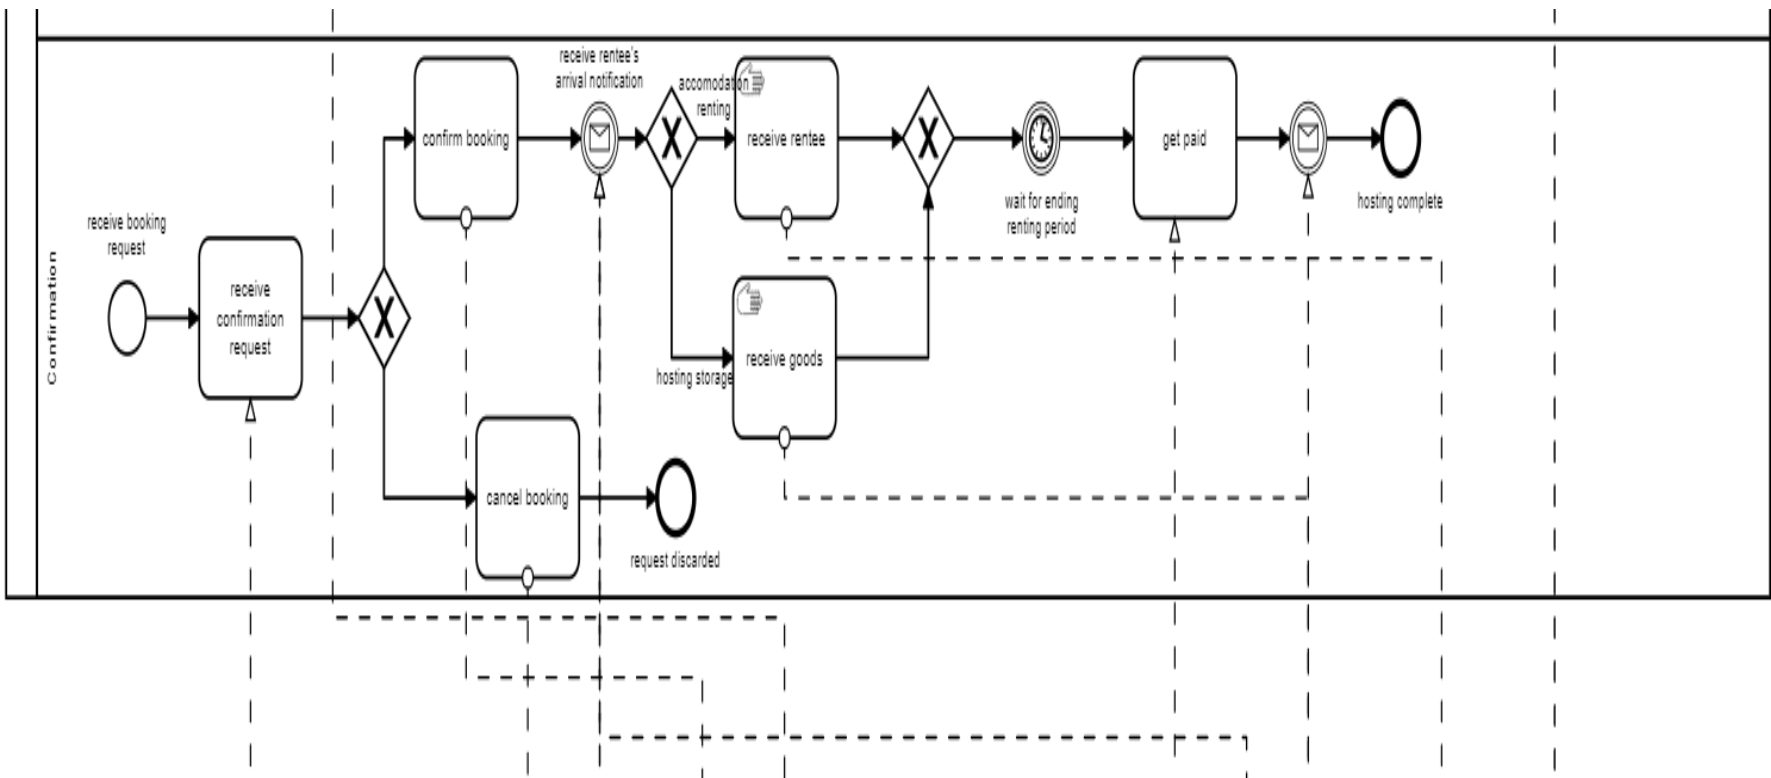 receive rentee's
arrival notification
accomodation
renting
confirm booking
receive rentee
get paid
wait for ending
renting period
hosting complete
receive booking
request
Confirmation
receive
confirmation
request
receive goods
hosting storage
cancel booking
request discarded